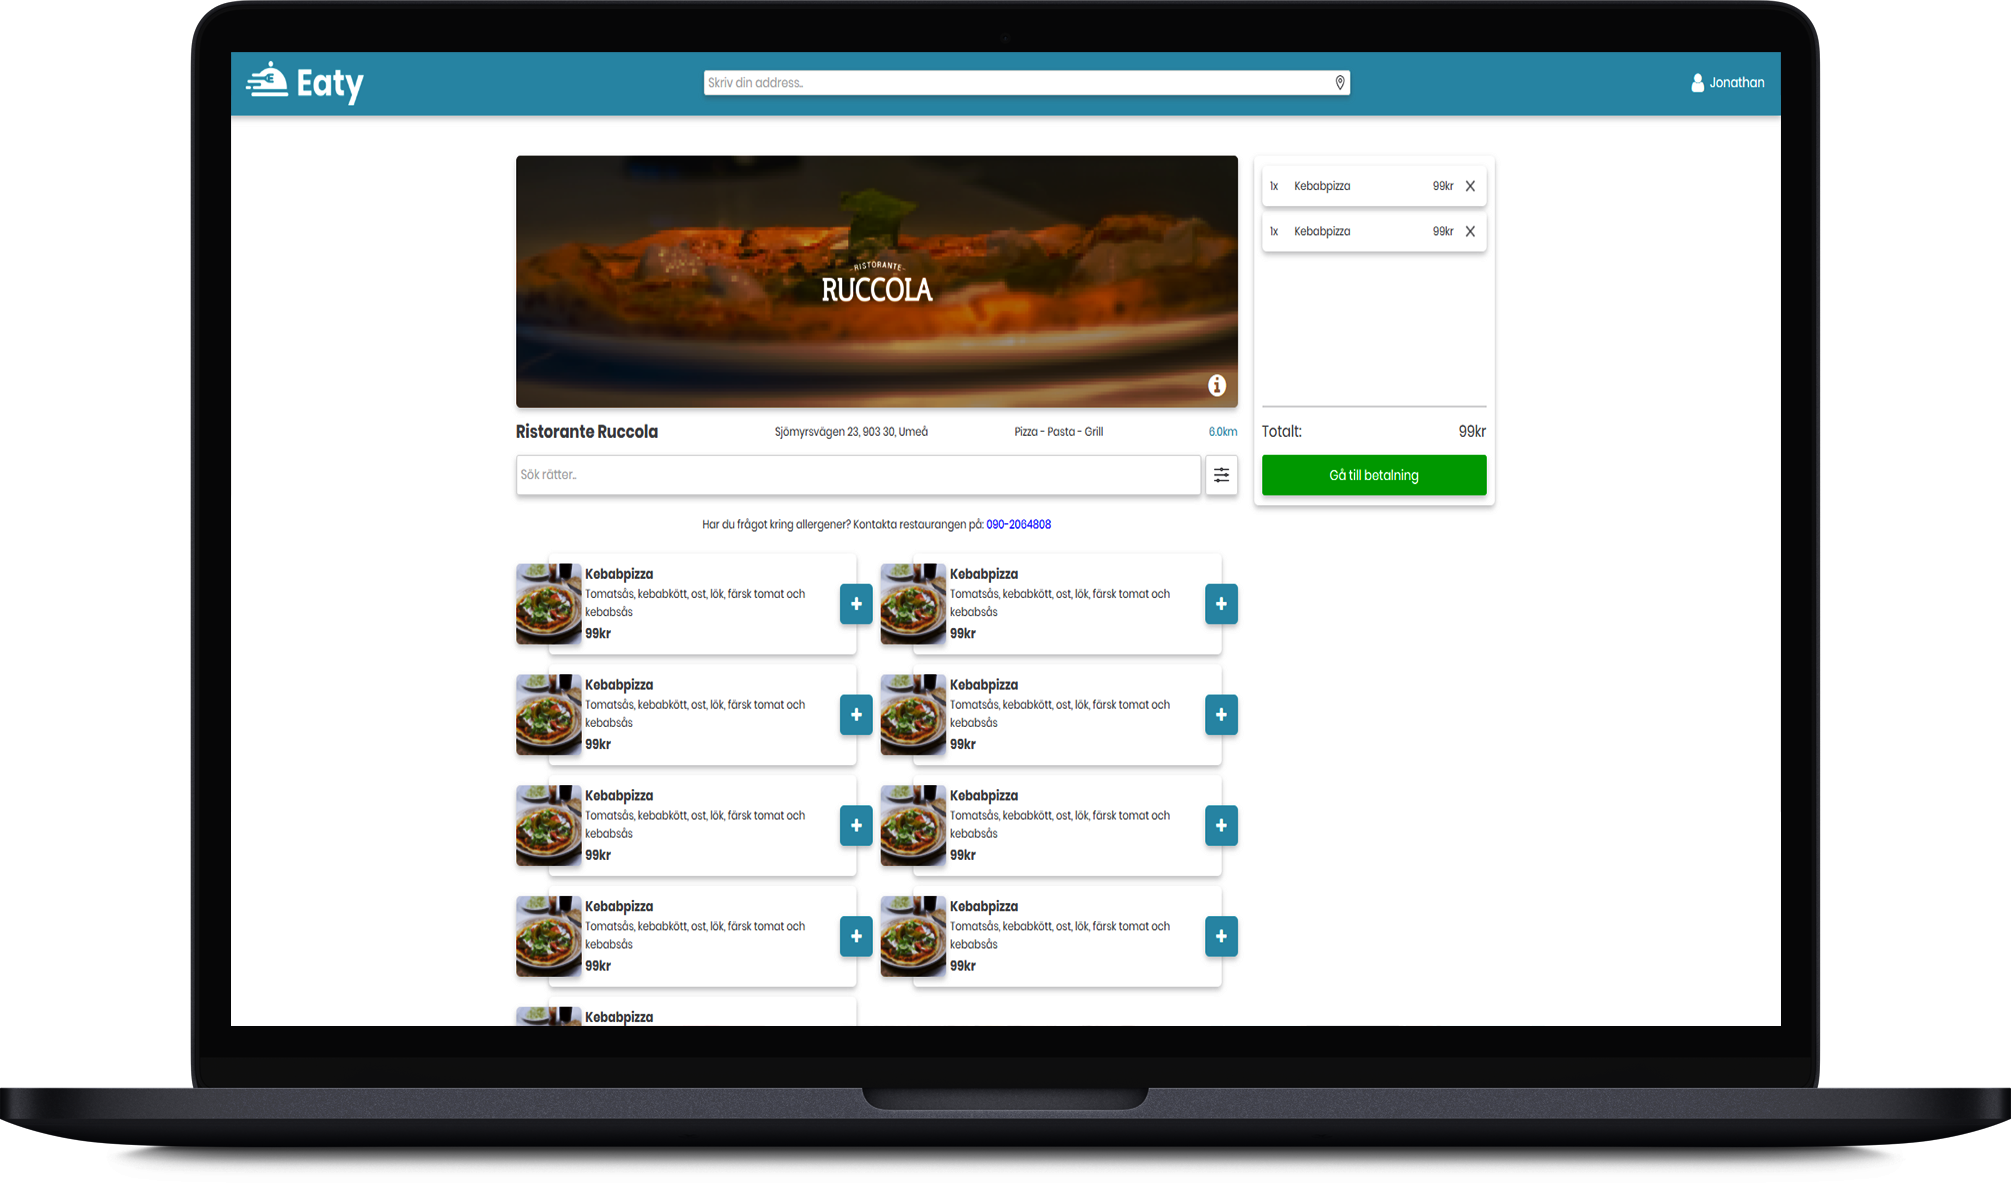 Eaty
Skriv din address..
Jonathan
- RISTORANTE -
RUCCOLA
1x Kebabpizza 99kr X
1x Kebabpizza 99kr X
Totalt: 99kr
Gå till betalning
Ristorante Ruccola Sjömyrsvägen 23, 903 30, Umeå Pizza - Pasta - Grill 6.0km
Sök rätter..
Har du frågot kring allergener? Kontakta restaurangen på: 090-2064808
Kebabpizza
Tomatsås, kebabkött, ost, lök, färsk tomat och
kebabsås
99kr
+
Kebabpizza
Tomatsås, kebabkött, ost, lök, färsk tomat och
kebabsås
99kr
+
Kebabpizza
Tomatsås, kebabkött, ost, lök, färsk tomat och
kebabsås
99kr
+
Kebabpizza
Tomatsås, kebabkött, ost, lök, färsk tomat och
kebabsås
99kr
+
Kebabpizza
Tomatsås, kebabkött, ost, lök, färsk tomat och
kebabsås
99kr
+
Kebabpizza
Tomatsås, kebabkött, ost, lök, färsk tomat och
kebabsås
99kr
+
Kebabpizza
Tomatsås, kebabkött, ost, lök, färsk tomat och
kebabsås
99kr
+
Kebabpizza
Tomatsås, kebabkött, ost, lök, färsk tomat och
kebabsås
99kr
+
Kebabpizza